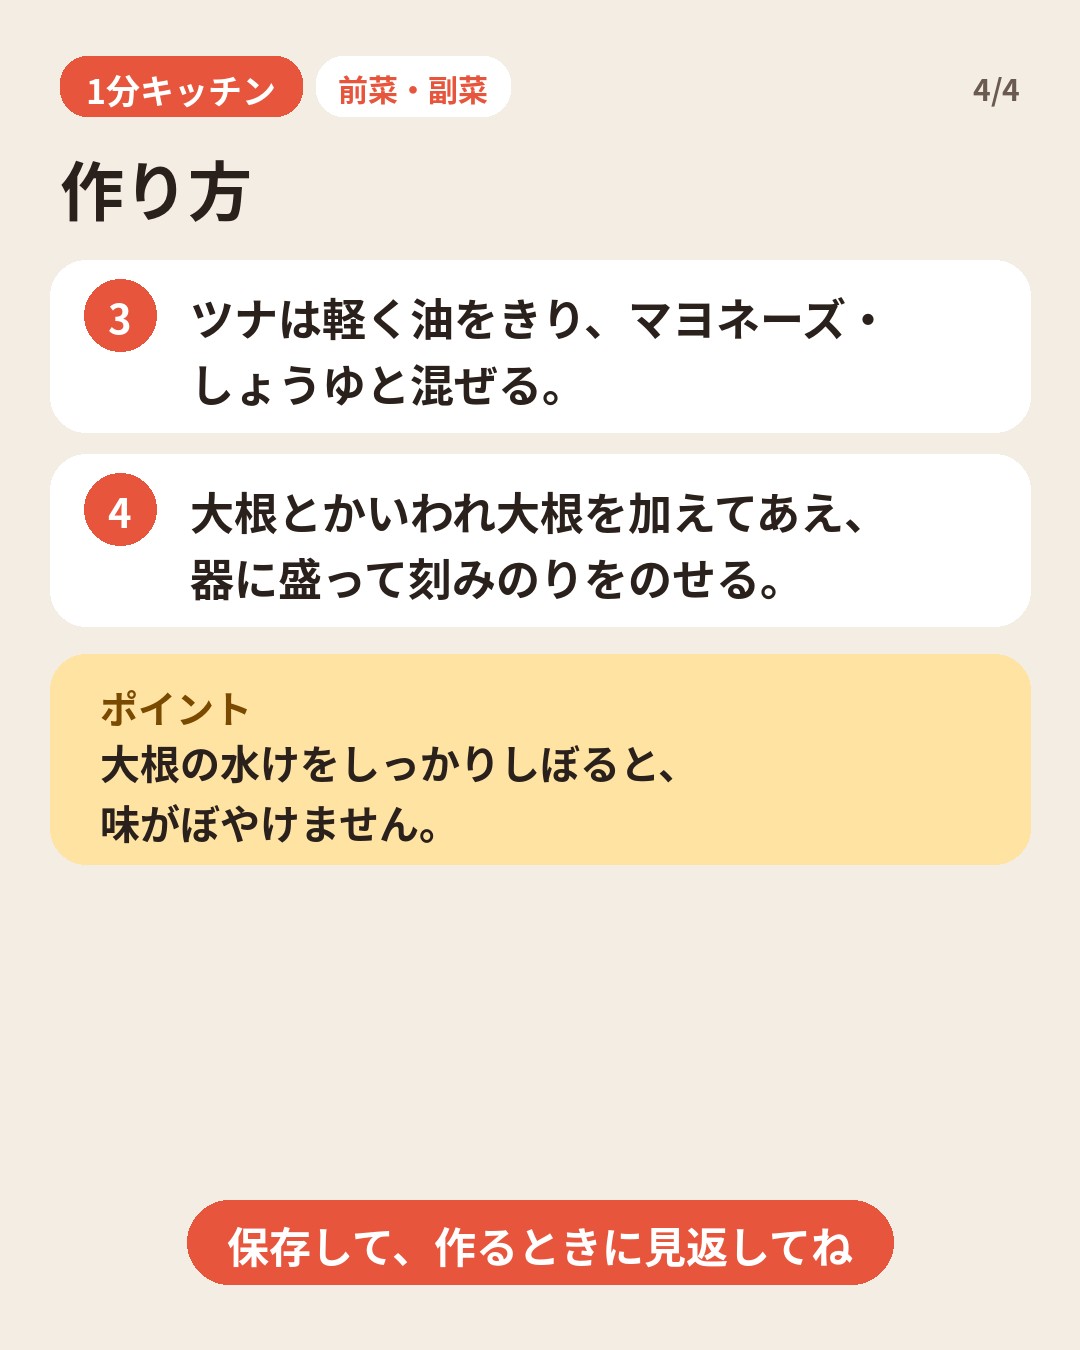 1分キッチン
前菜・副菜
4/4
作り方
3
ツナは軽く油をきり、マヨネーズ・
しょうゆと混ぜる。
4
大根とかいわれ大根を加えてあえ、
器に盛って刻みのりをのせる。
ポイント
大根の水けをしっかりしぼると、
味がぼやけません。
保存して、作るときに見返してね